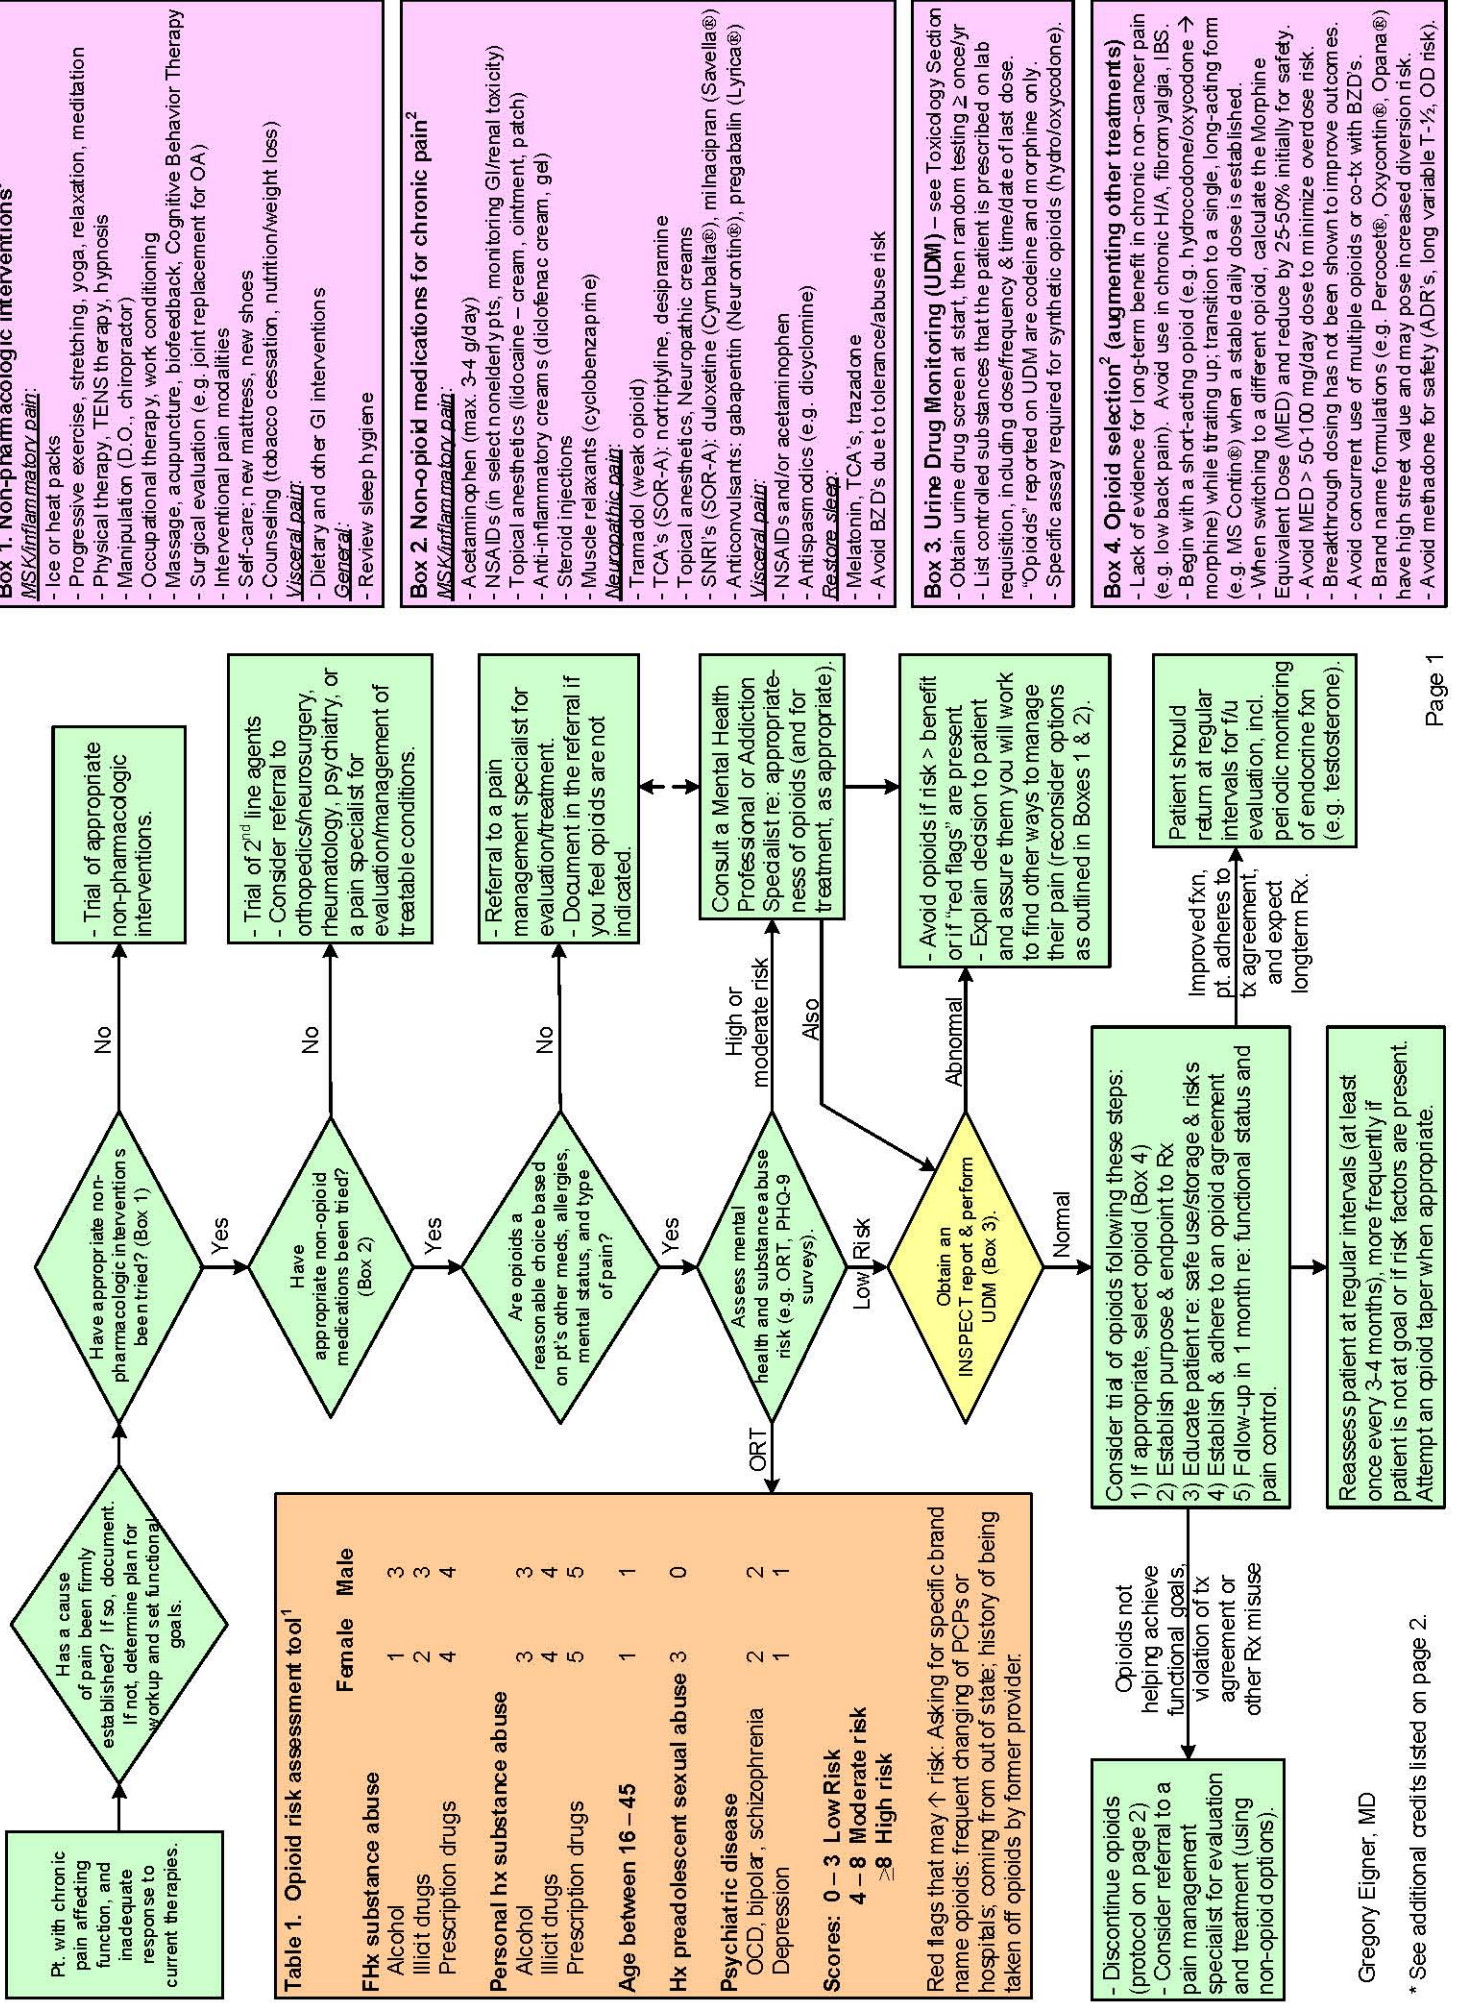 Pt. with chronic
pain affecting
function, and
inadequate
response to
current therapies.
Has a cause
of pain been firmly
established? If so, document.
If not, determine plan for
workup and set functional
goals.
Have appropriate non-
pharmacologic interventions
been tried? (Box 1)
No
- Trial of appropriate
non-pharmacologic
interventions.
Yes
Have
appropriate non-opioid
medications been tried?
(Box 2)
No
- Trial of 2nd line agents
- Consider referral to
orthopedics/neurosurgery,
rheumatology, psychiatry, or
a pain specialist for
evaluation/management of
treatable conditions.
Yes
Are opioids a
reasonable choice based
on pt's other meds, allergies,
mental status, and type
of pain?
No
- Referral to a pain
management specialist for
evaluation/treatment.
- Document in the referral if
you feel opioids are not
indicated.
Yes
Assess mental
health and substance abuse
risk (e.g. ORT, PHQ-9
surveys).
High or
moderate risk
Consult a Mental Health
Professional or Addiction
Specialist re: appropriate-
ness of opioids (and for
treatment, as appropriate).
Also
ORT
Low Risk
Obtain an
INSPECT report & perform
UDM (Box 3).
Abnormal
- Avoid opioids if risk > benefit
or if "red flags" are present
- Explain decision to patient
and assure them you will work
to find other ways to manage
their pain (reconsider options
as outlined in Boxes 1 & 2).
Normal
Consider trial of opioids following these steps:
1) If appropriate, select opioid (Box 4)
2) Establish purpose & endpoint to Rx
3) Educate patient re: safe use/storage & risks
4) Establish & adhere to an opioid agreement
5) Follow-up in 1 month re: functional status and
pain control.
Improved fxn,
pt. adheres to
tx agreement,
and expect
longterm Rx.
Patient should
return at regular
intervals for f/u
evaluation, incl.
periodic monitoring
of endocrine fxn
(e.g. testosterone).
Opioids not
helping achieve
functional goals,
violation of tx
agreement or
other Rx misuse
- Discontinue opioids
(protocol on page 2)
- Consider referral to a
pain management
specialist for evaluation
and treatment (using
non-opioid options).
Reassess patient at regular intervals (at least
once every 3-4 months), more frequently if
patient is not at goal or if risk factors are present.
Attempt an opioid taper when appropriate.
Table 1. Opioid risk assessment tool1
Female Male
FHx substance abuse
Alcohol 1 3
Illicit drugs 2 3
Prescription drugs 4 4
Personal hx substance abuse
Alcohol 3 3
Illicit drugs 4 4
Prescription drugs 5 5
Age between 16 – 45 1 1
Hx preadolescent sexual abuse 3 0
Psychiatric disease
OCD, bipolar, schizophrenia 2 2
Depression 1 1
Scores: 0 – 3 Low Risk
4 – 8 Moderate risk
≥8 High risk
Red flags that may ↑ risk: Asking for specific brand
name opioids: frequent changing of PCPs or
hospitals; coming from out of state; history of being
taken off opioids by former provider.
Box 1. Non-pharmacologic interventions
MSK/inflammatory pain:
- Ice or heat packs
- Progressive exercise, stretching, yoga, relaxation, meditation
- Physical therapy, TENS therapy, hypnosis
- Manipulation (D.O., chiropractor)
- Occupational therapy, work conditioning
- Massage, acupuncture, biofeedback, Cognitive Behavior Therapy
- Surgical evaluation (e.g. joint replacement for OA)
- Interventional pain modalities
- Self-care; new mattress, new shoes
- Counseling (tobacco cessation, nutrition/weight loss)
Visceral pain:
- Dietary and other GI interventions
General:
- Review sleep hygiene
Box 2. Non-opioid medications for chronic pain2
MSK/inflammatory pain:
- Acetaminophen (max. 3-4 g/day)
- NSAIDs (in select nonelderly pts, monitoring GI/renal toxicity)
- Topical anesthetics (lidocaine – cream, ointment, patch)
- Anti-inflammatory creams (diclofenac cream, gel)
- Steroid injections
- Muscle relaxants (cyclobenzaprine)
Neuropathic pain:
- Tramadol (weak opioid)
- TCA's (SOR-A): nortriptyline, desipramine
- Topical anesthetics, Neuropathic creams
- SNRI's (SOR-A): duloxetine (Cymbalta®), milnacipran (Savella®)
- Anticonvulsants: gabapentin (Neurontin®), pregabalin (Lyrica®)
Visceral pain:
- NSAIDs and/or acetaminophen
- Antispasmodics (e.g. dicyclomine)
Restore sleep:
- Melatonin, TCA's, trazadone
- Avoid BZD's due to tolerance/abuse risk
Box 3. Urine Drug Monitoring (UDM) – see Toxicology Section
- Obtain urine drug screen at start, then random testing ≥ once/yr
- List controlled substances that the patient is prescribed on lab
requisition, including dose/frequency & time/date of last dose.
- "Opioids" reported on UDM are codeine and morphine only.
- Specific assay required for synthetic opioids (hydro/oxycodone).
Box 4. Opioid selection2 (augmenting other treatments)
- Lack of evidence for long-term benefit in chronic non-cancer pain
(e.g. low back pain). Avoid use in chronic H/A, fibromyalgia, IBS.
- Begin with a short-acting opioid (e.g. hydrocodone/oxycodone →
morphine) while titrating up; transition to a single, long-acting form
(e.g. MS Contin®) when a stable daily dose is established.
- When switching to a different opioid, calculate the Morphine
Equivalent Dose (MED) and reduce by 25-50% initially for safety.
- Avoid MED > 50-100 mg/day dose to minimize overdose risk.
- Breakthrough dosing has not been shown to improve outcomes.
- Avoid concurrent use of multiple opioids or co-tx with BZD's.
- Brand name formulations (e.g. Percocet®, Oxycontin®, Opana®)
have high street value and may pose increased diversion risk.
- Avoid methadone for safety (ADR's, long variable T-½, OD risk).
Gregory Eigner, MD
* See additional credits listed on page 2.
Page 1